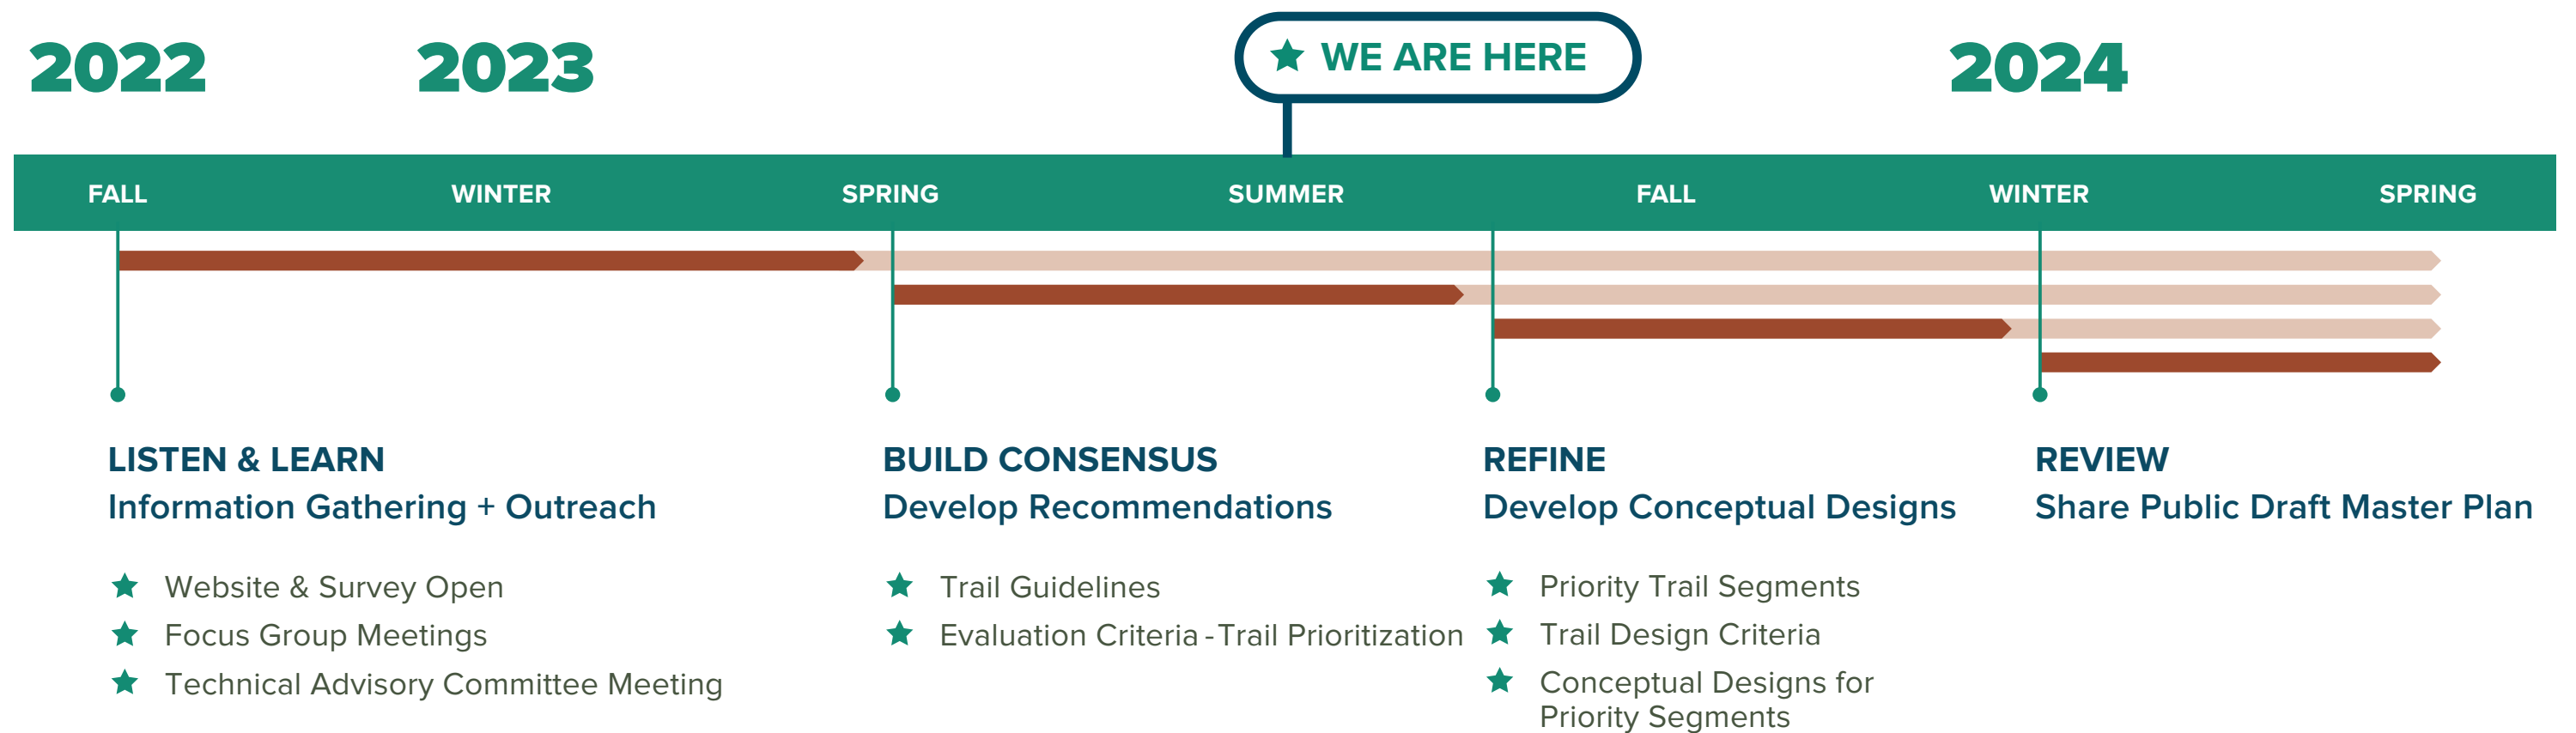 2022
2023
WE ARE HERE
2024
FALL
WINTER
SPRING
SUMMER
FALL
WINTER
SPRING
LISTEN & LEARN
Information Gathering + Outreach
Website & Survey Open
Focus Group Meetings
Technical Advisory Committee Meeting
BUILD CONSENSUS
Develop Recommendations
Trail Guidelines
Evaluation Criteria - Trail Prioritization
REFINE
Develop Conceptual Designs
Priority Trail Segments
Trail Design Criteria
Conceptual Designs for
Priority Segments
REVIEW
Share Public Draft Master Plan